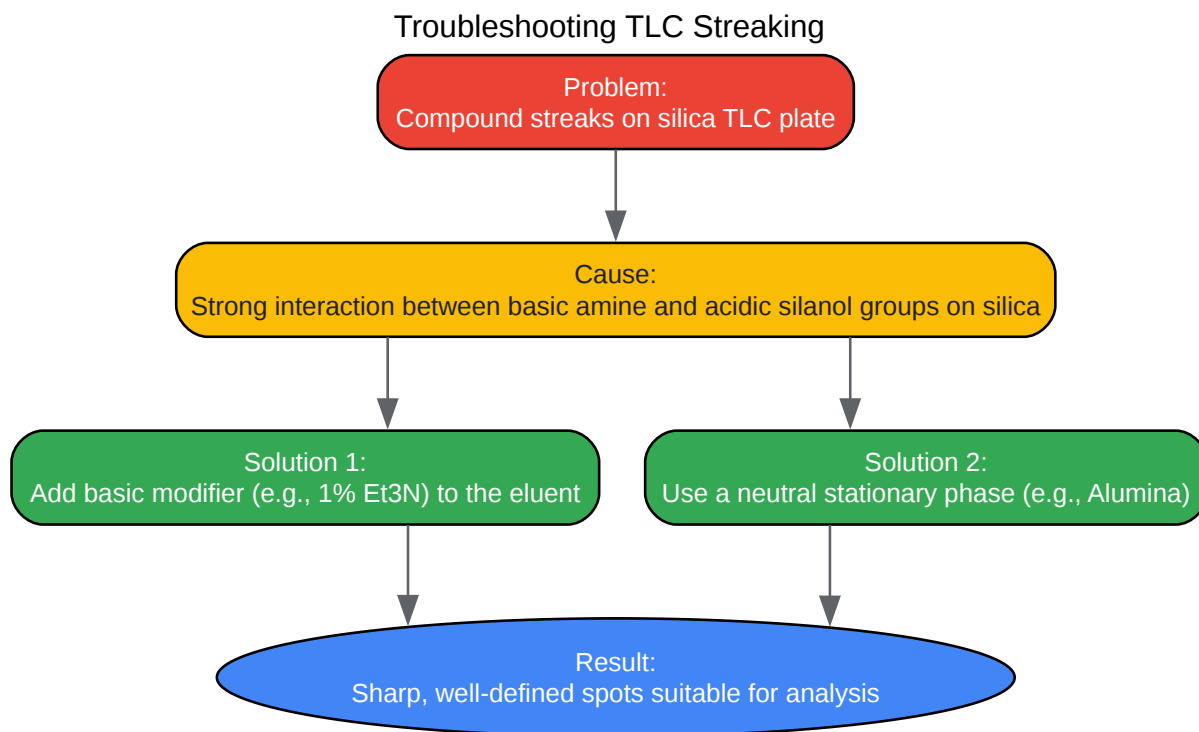 Troubleshooting TLC Streaking
Problem:
Compound streaks on silica TLC plate
Cause:
Strong interaction between basic amine and acidic silanol groups on silica
Solution 1:
Add basic modifier (e.g., 1% Et3N) to the eluent
Solution 2:
Use a neutral stationary phase (e.g., Alumina)
Result:
Sharp, well-defined spots suitable for analysis